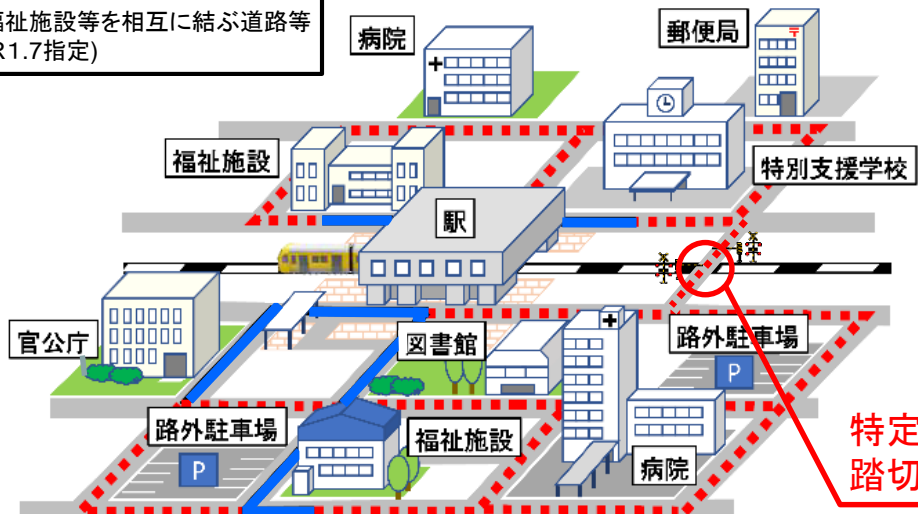 福祉施設等を相互に結ぶ道路等
R1.7指定)
病院
郵便局
福祉施設
特別支援学校
駅
官公庁
図書館
路外駐車場
P
路外駐車場
P
福祉施設
病院
特定
踏切